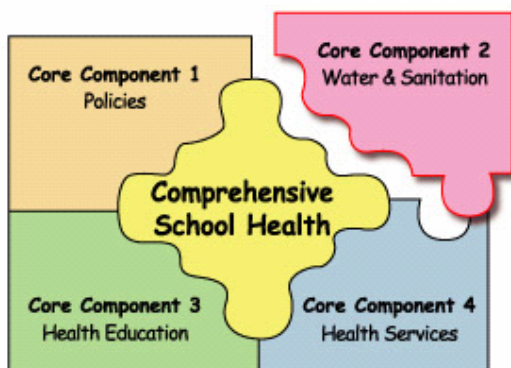 Core Component 1
Policies
Core Component 2
Water & Sanitation
Comprehensive
School Health
Core Component 3
Health Education
Core Component 4
Health Services